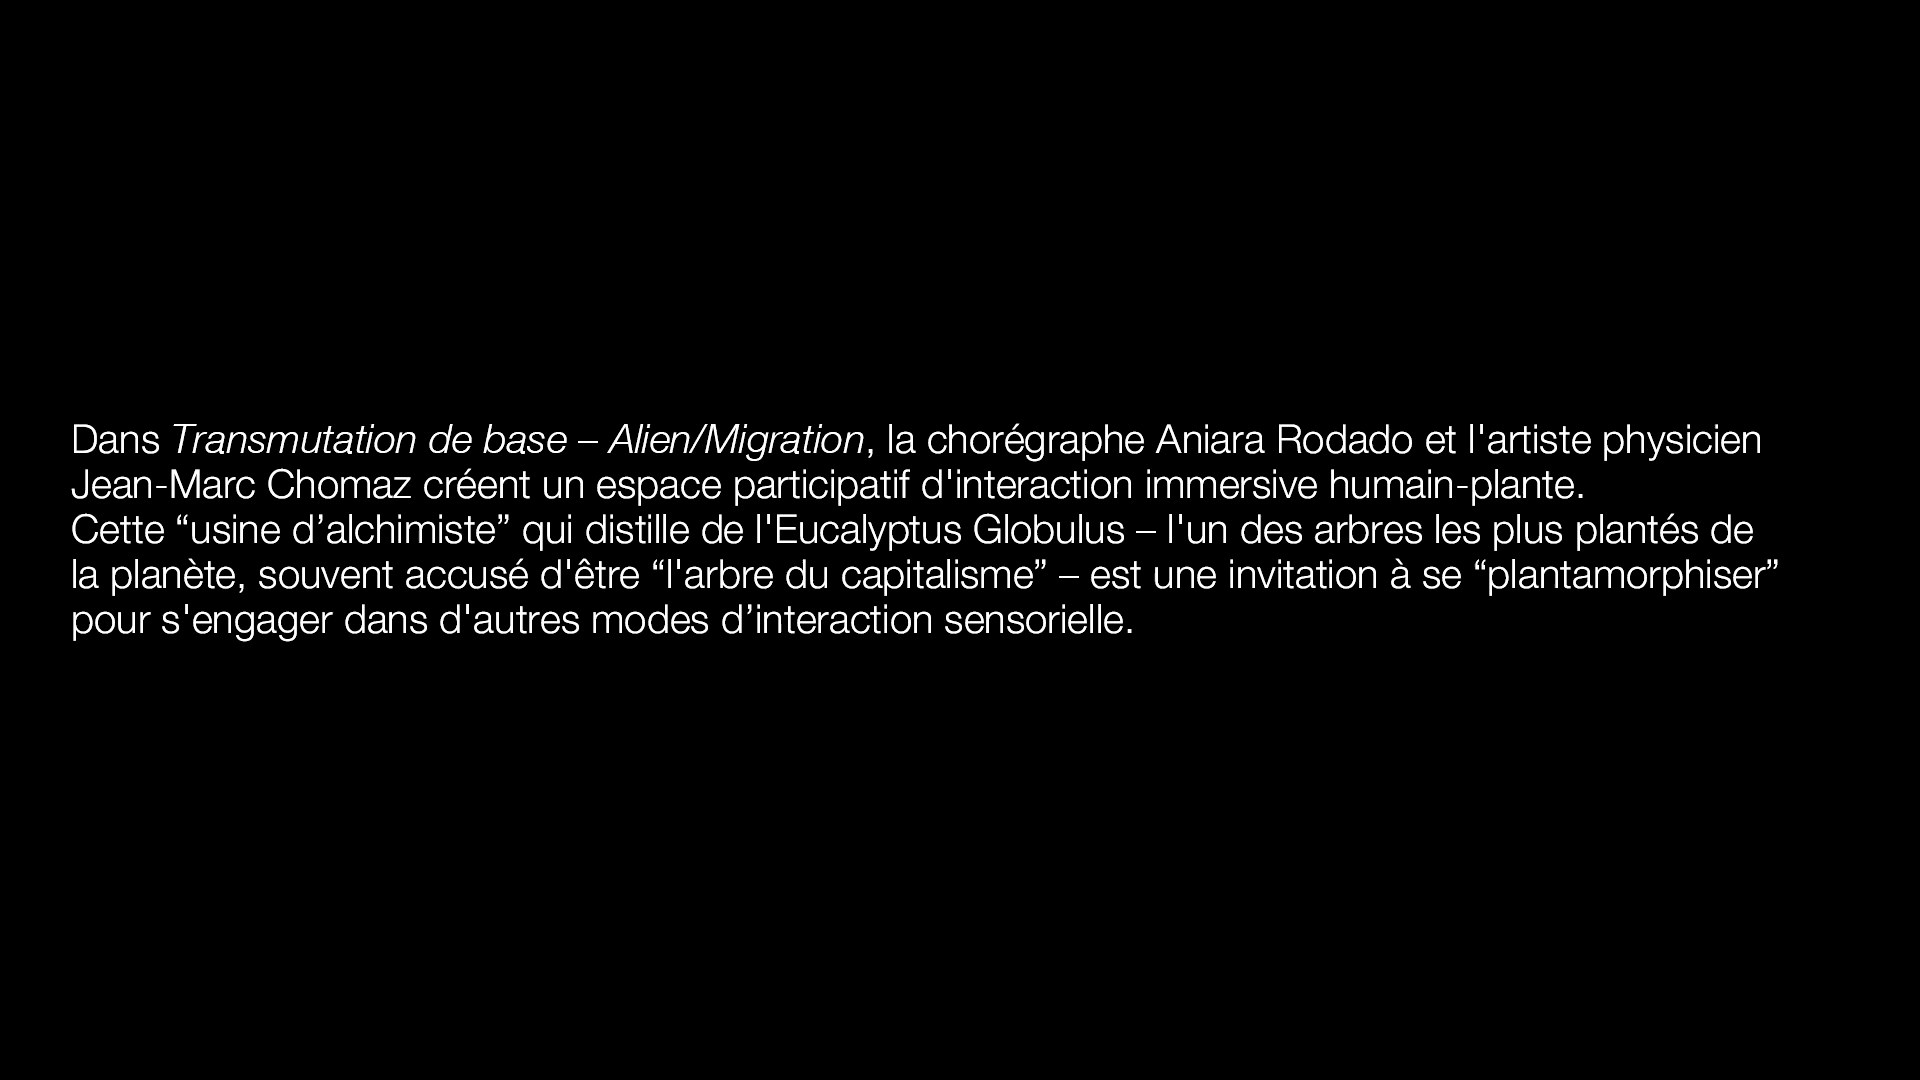 Dans Transmutation de base – Alien/Migration, la chorégraphe Aniara Rodado et l'artiste physicien
Jean-Marc Chomaz créent un espace participatif d'interaction immersive humain-plante.
Cette “usine d’alchimiste” qui distille de l'Eucalyptus Globulus – l'un des arbres les plus plantés de
la planète, souvent accusé d'être “l'arbre du capitalisme” – est une invitation à se “plantamorphiser”
pour s'engager dans d'autres modes d’interaction sensorielle.